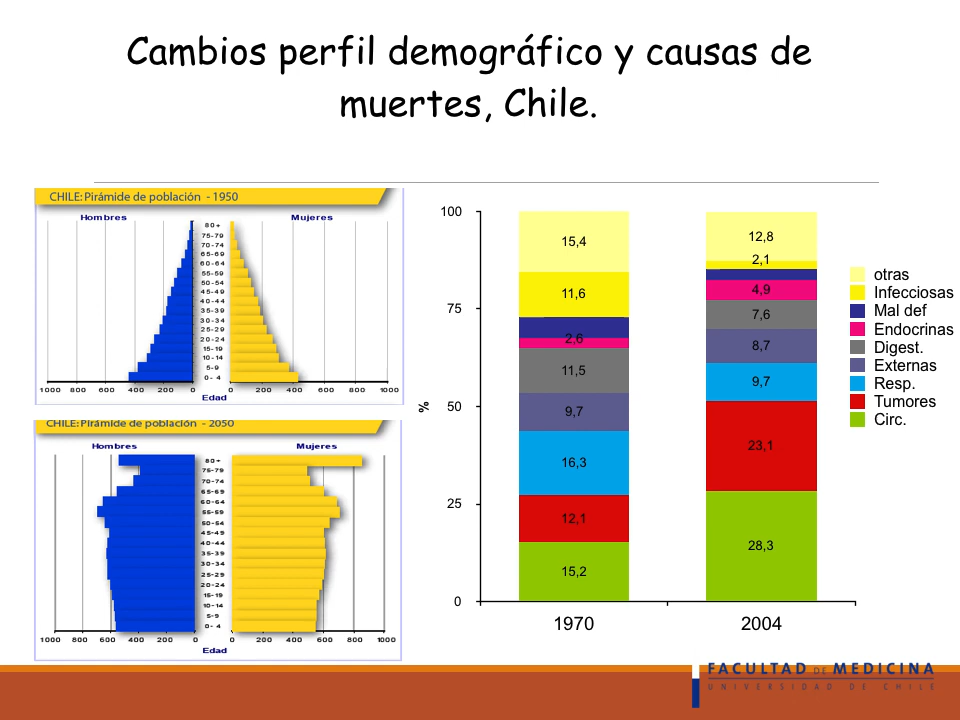 Cambios perfil demográfico y causas de
muertes, Chile.
CHILE: Pirámide de población - 1950
Hombres
Mujeres
80+
75-79
70-74
65-69
60-64
55-59
50-54
45-49
40-44
35-39
30-34
25-29
20-24
15-19
10-14
5-9
0-4
1000 800 600 400 200 0 0 200 400 600 800 1000
Edad
CHILE: Pirámide de población - 2050
Hombres
Mujeres
80+
75-79
70-74
65-69
60-64
55-59
50-54
45-49
40-44
35-39
30-34
25-29
20-24
15-19
10-14
5-9
0-4
1000 800 600 400 200 0 0 200 400 600 800 1000
Edad
%
100
75
50
25
0
15,4
11,6
2,6
11,5
9,7
16,3
12,1
15,2
12,8
2,1
4,9
7,6
8,7
9,7
23,1
28,3
1970
2004
otras
Infecciosas
Mal def
Endocrinas
Digest.
Externas
Resp.
Tumores
Circ.
FACULTAD DE MEDICINA
UNIVERSIDAD DE CHILE